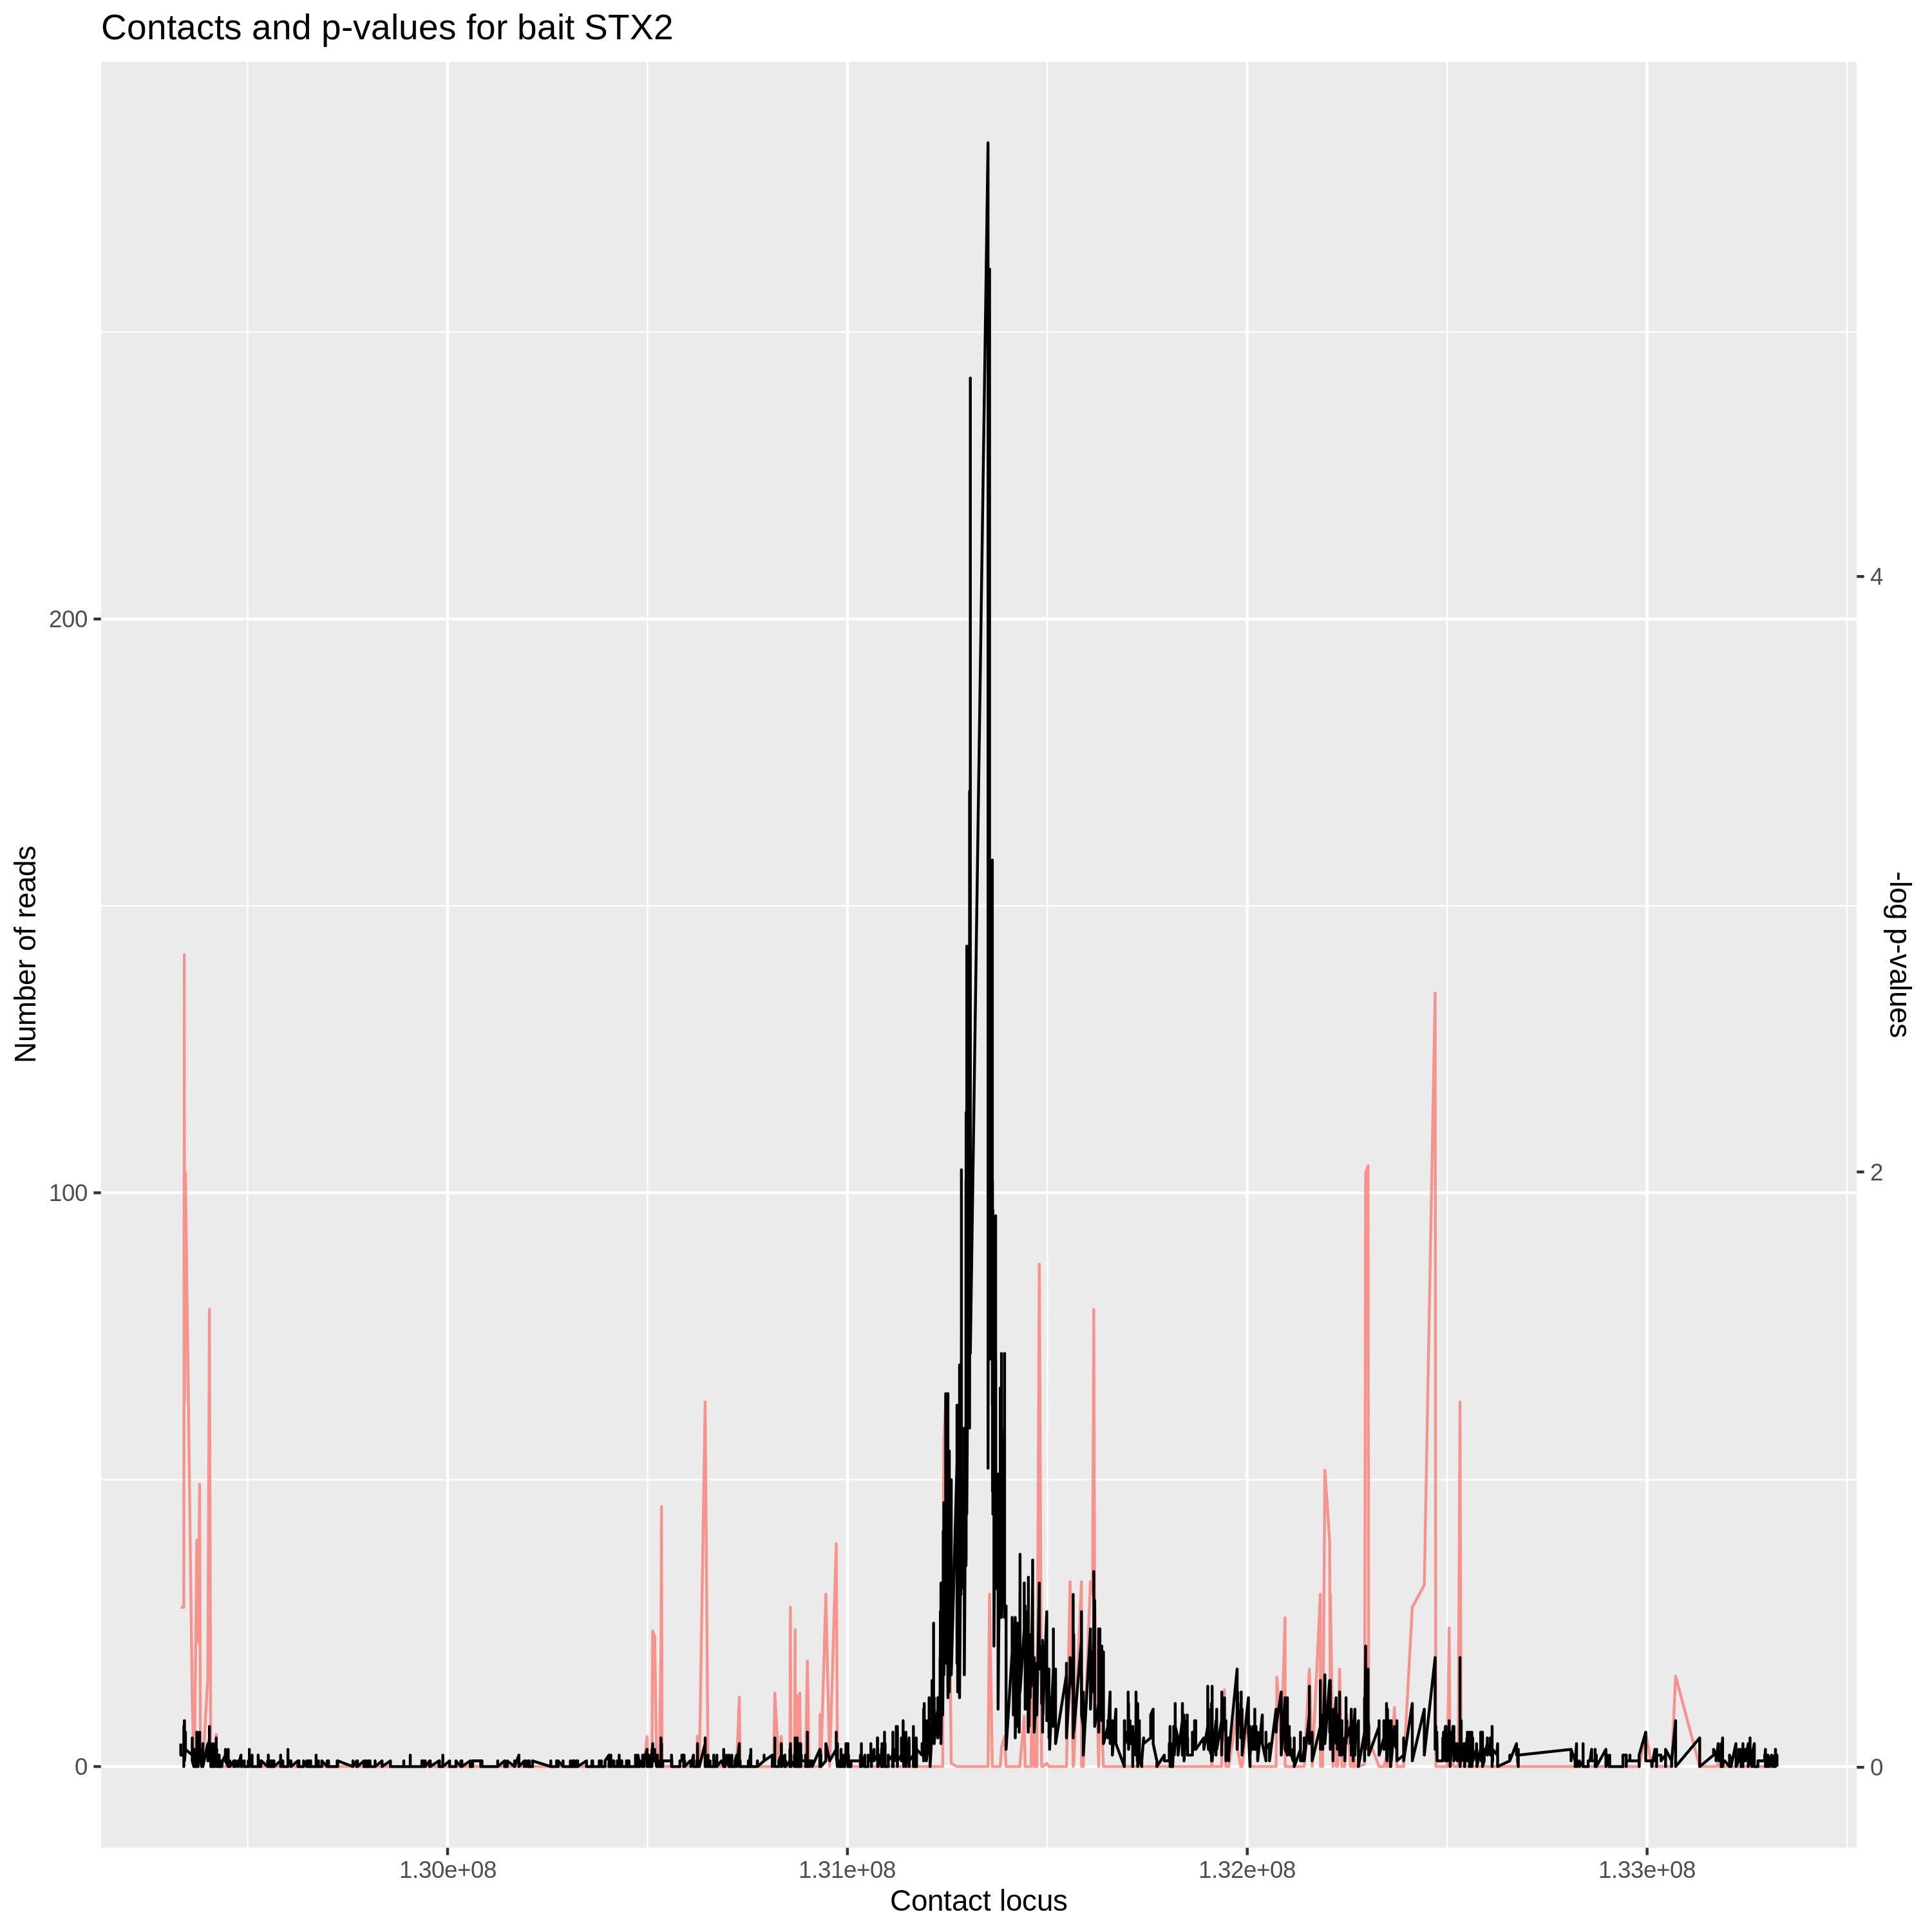 Contacts and p-values for bait STX2
Number of reads
200
100
0
4
2
0
-log p-values
1.30e+08 1.31e+08 1.32e+08 1.33e+08
Contact locus